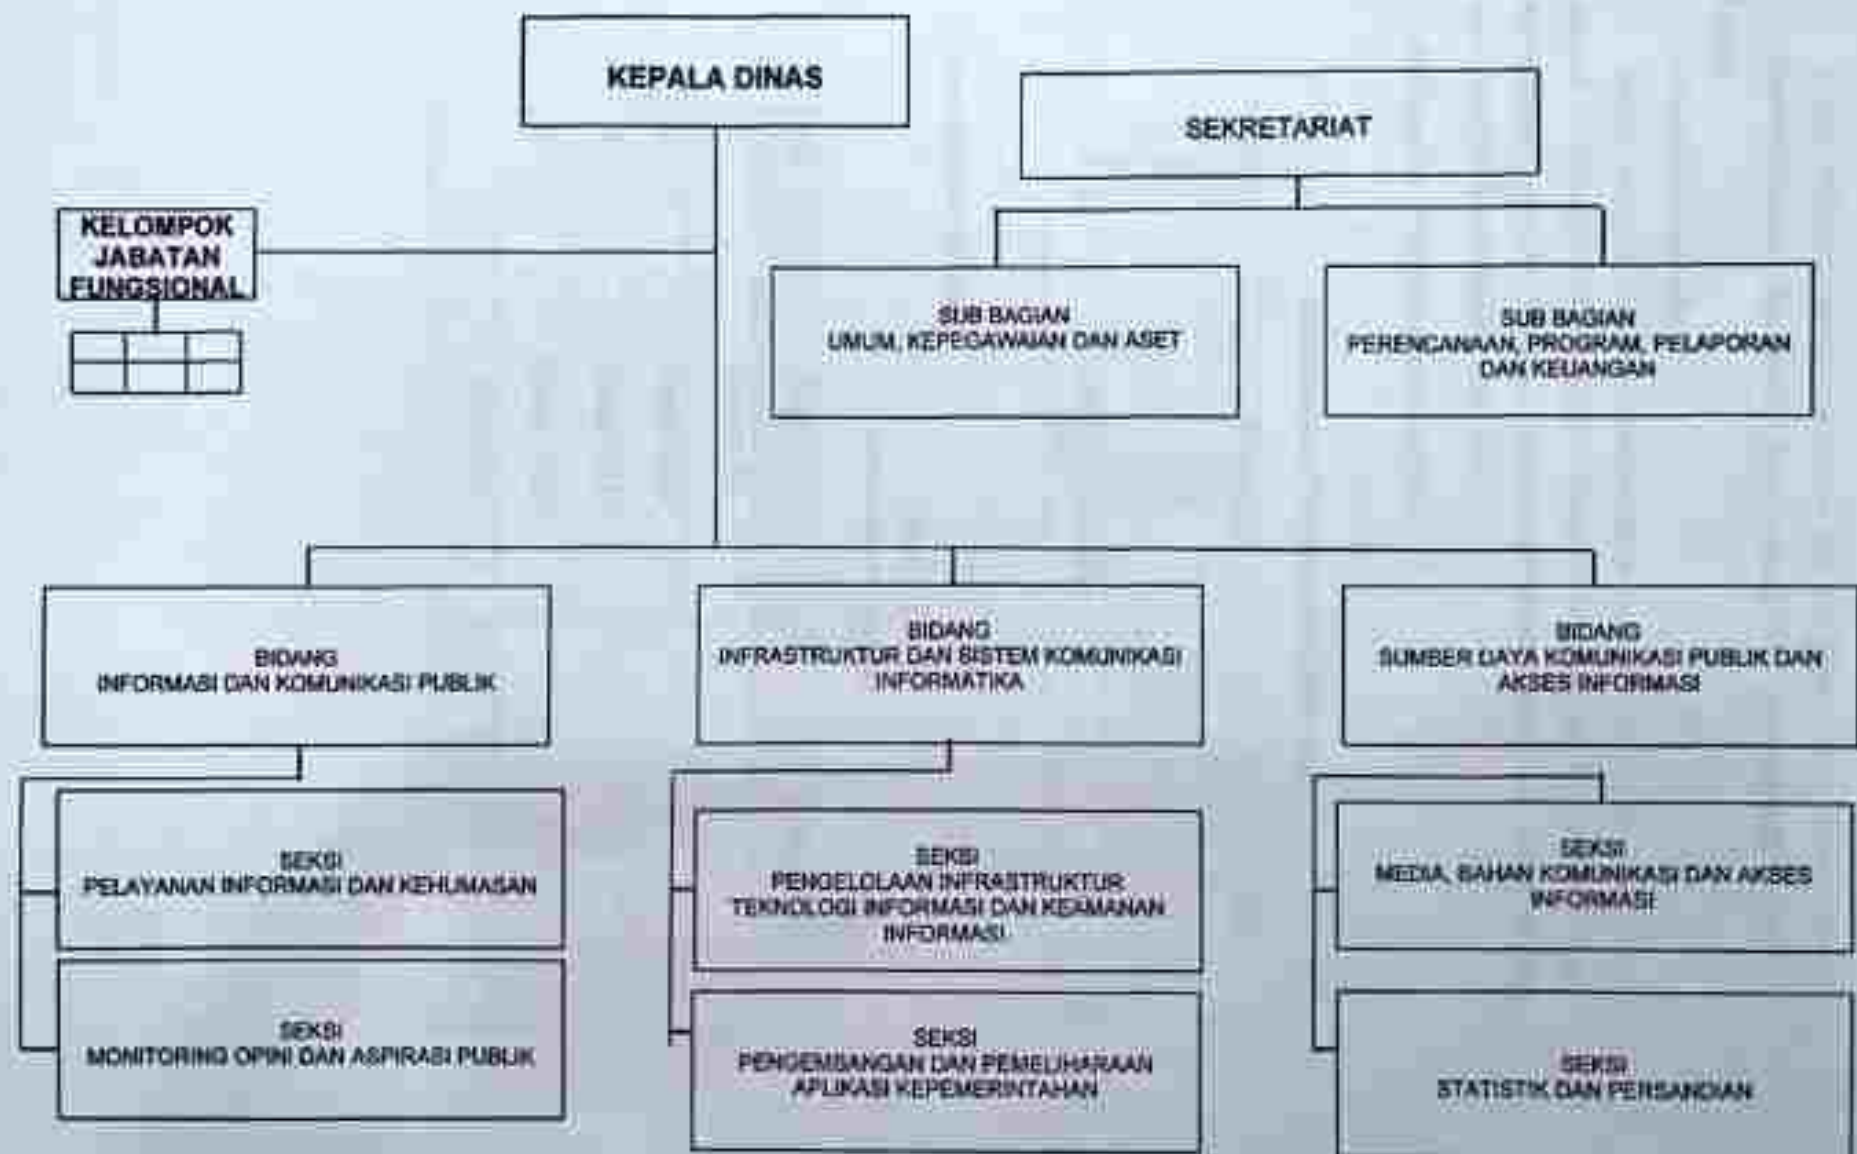 KEPALA DINAS
SEKRETARIAT
KELOMPOK
JABATAN
FUNGSIONAL
SUB BAGIAN
UMUM, KEPEGAWAIAN DAN ASET
SUB BAGIAN
PERENCANAAN, PROGRAM, PELAPORAN
DAN KEUANGAN
BIDANG
INFORMASI DAN KOMUNIKASI PUBLIK
BIDANG
INFRASTRUKTUR DAN SISTEM KOMUNIKASI
INFORMATIKA
BIDANG
SUMBER DAYA KOMUNIKASI PUBLIK DAN
AKSES INFORMASI
SEKSI
PELAYANAN INFORMASI DAN KEHUMASAN
SEKSI
PENGELOLAAN INFRASTRUKTUR
TEKNOLOGI INFORMASI DAN KEAMANAN
INFORMASI
SEKSI
MEDIA, BAHAN KOMUNIKASI DAN AKSES
INFORMASI
SEKSI
MONITORING OPINI DAN ASPIRASI PUBLIK
SEKSI
PENGEMBANGAN DAN PEMELIHARAAN
APLIKASI KEPEMERINTAHAN
SEKSI
STATISTIK DAN PERSANDIAN